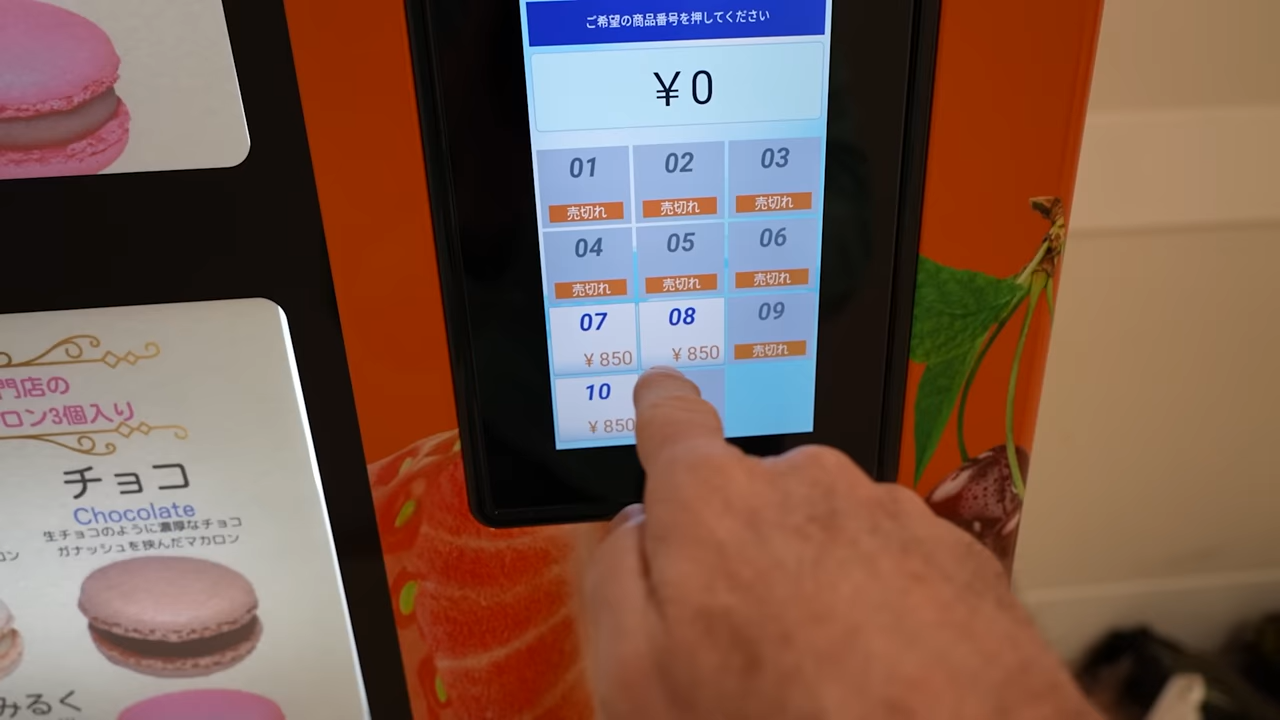 ご希望の商品番号を押してください
¥0
01
02
03
売切れ
売切れ
売切れ
04
05
06
売切れ
売切れ
売切れ
07
08
09
¥850
¥850
売切れ
10
¥850
門店の
ロン3個入り
チョコ
Chocolate
生チョコのように濃厚なチョコ
ガナッシュを挟んだマカロン
ロン
みるく